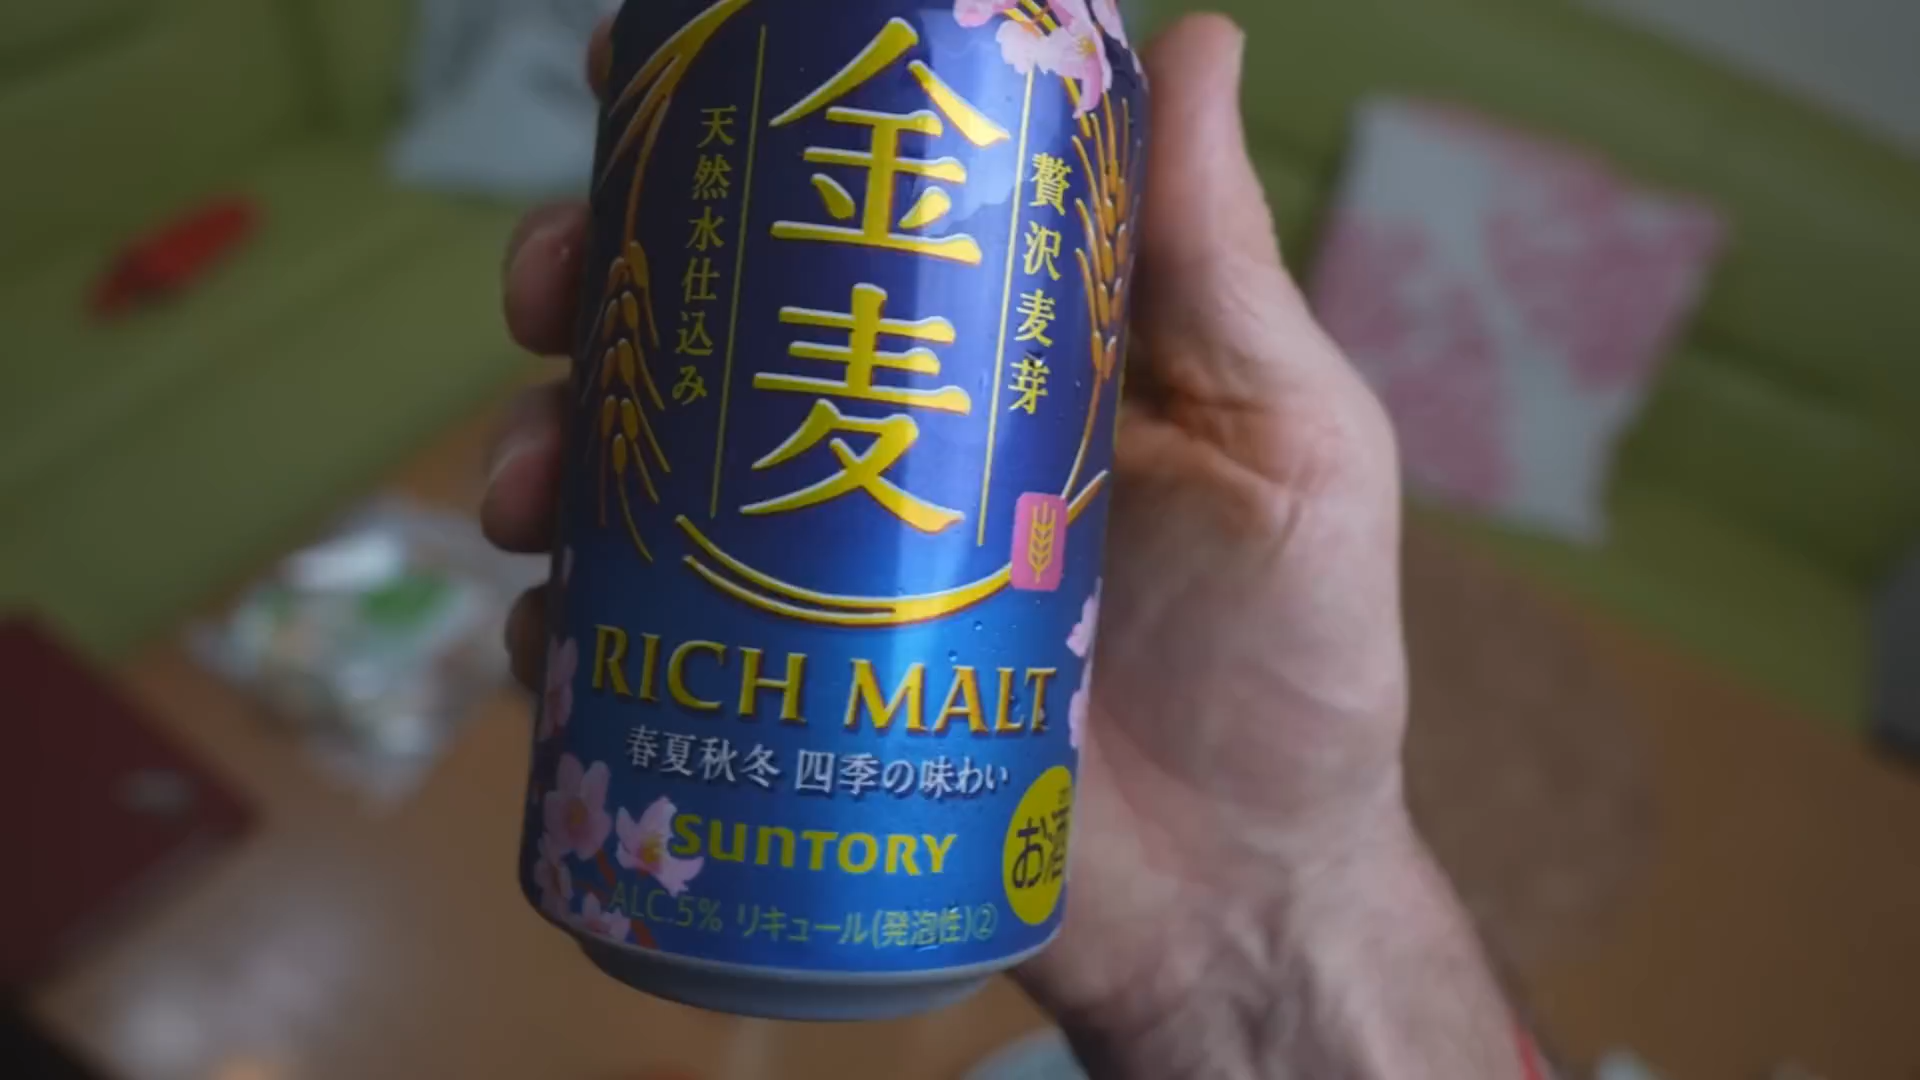 金麦
天然水仕込み
贅沢麦芽
RICH MALT
春夏秋冬 四季の味わい
SUNTORY
お酒
ALC.5% リキュール(発泡性)②